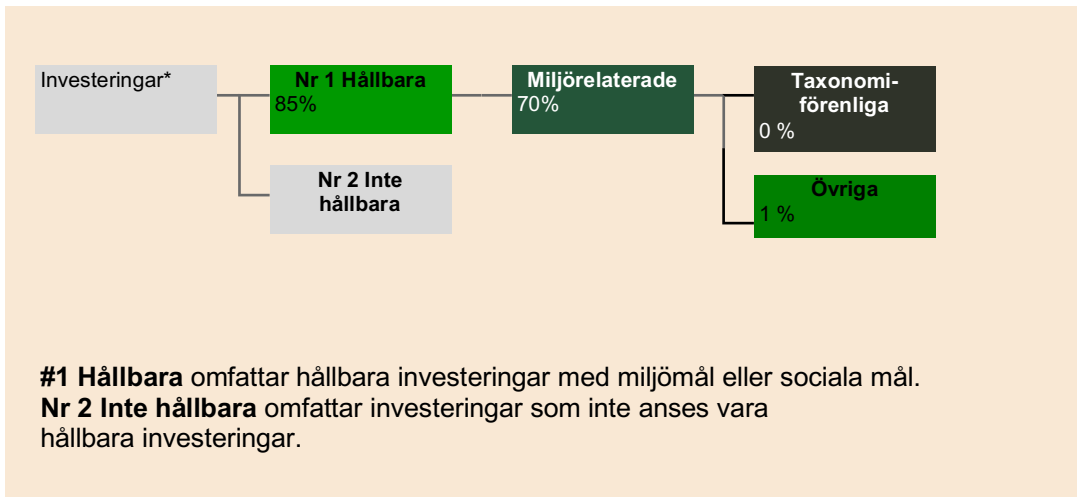 Investeringar*
Nr 1 Hållbara
85%
Miljörelaterade
70%
Taxonomi-
förenliga
0 %
Nr 2 Inte
hållbara
Övriga
1 %
#1 Hållbara omfattar hållbara investeringar med miljömål eller sociala mål.
Nr 2 Inte hållbara omfattar investeringar som inte anses vara
hållbara investeringar.